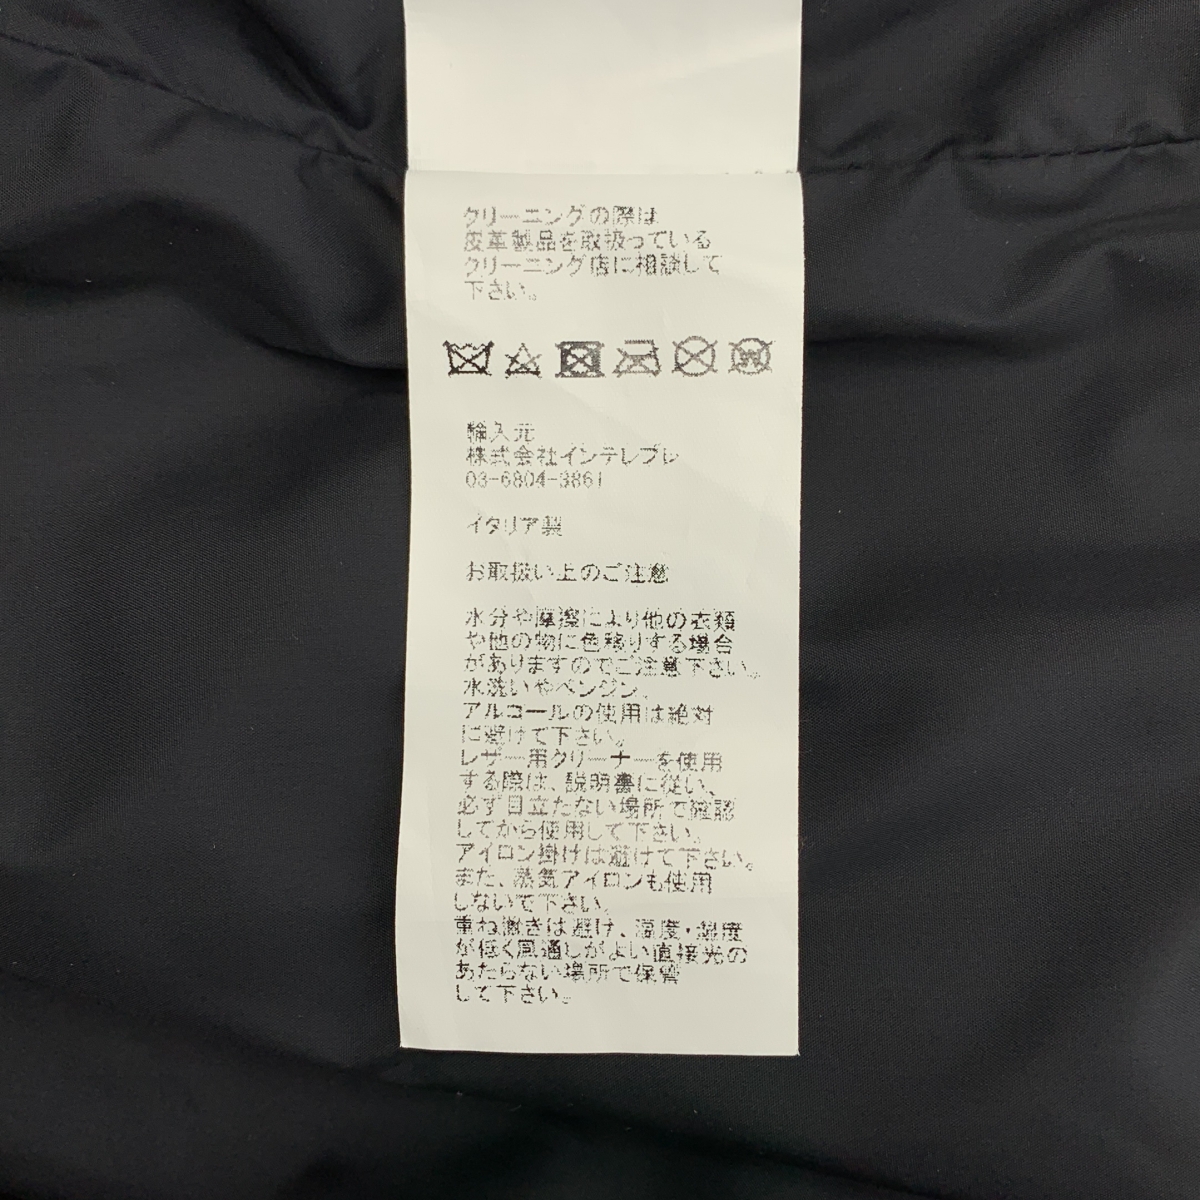 クリーニングの際は
皮革製品を取扱っている
クリーニング店に相談して
下さい。
W
輸入元
株式会社インテレプレ
03-6804-3861
イタリア製
お取扱い上のご注意
水分や摩擦により他の衣類
や他の物に色移りする場合
がありますのでご注意下さい。
水洗いやベンジン、
アルコールの使用は絶対
に避けて下さい。
レザー用クリーナーを使用
する際は、説明書に従い、
必ず目立たない場所で確認
してから使用して下さい。
アイロン掛けは避けて下さい。
また、蒸気アイロンも使用
しないで下さい。
重ね置きは避け、温度・湿度
が低く風通しがよい直接光の
あたらない場所で保管
して下さい。